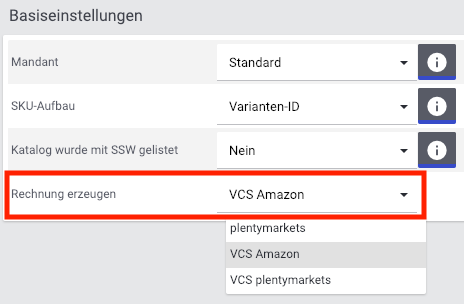 Basiseinstellungen
Mandant Standard
SKU-Aufbau Varianten-ID
Katalog wurde mit SSW gelistet Nein
Rechnung erzeugen VCS Amazon
plentymarkets
VCS Amazon
VCS plentymarkets